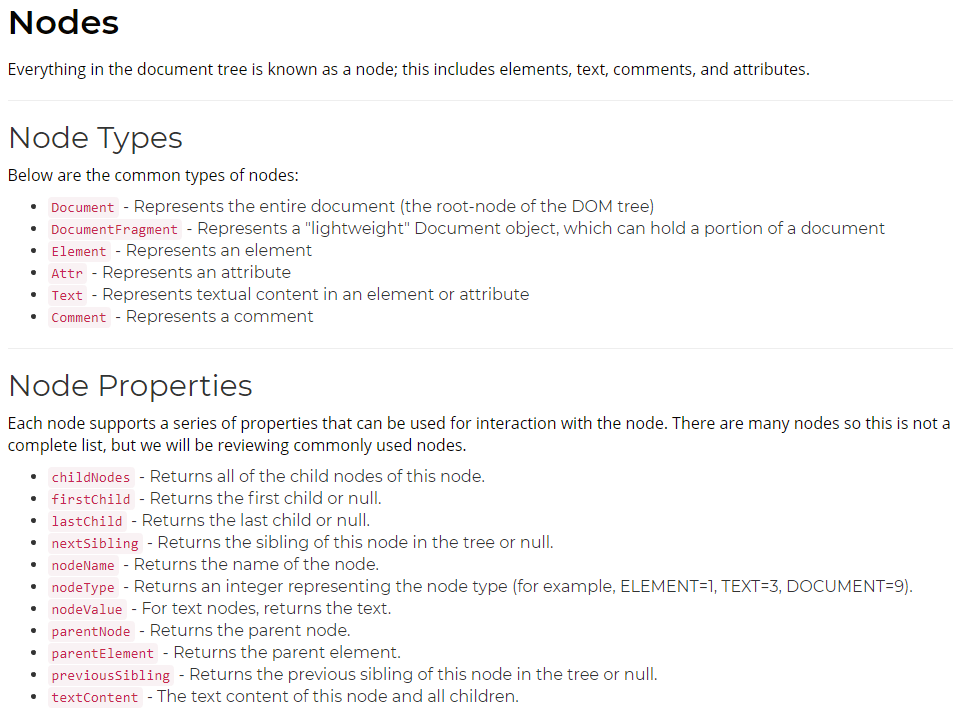 Nodes
Everything in the document tree is known as a node; this includes elements, text, comments, and attributes.
Node Types
Below are the common types of nodes:
• Document - Represents the entire document (the root-node of the DOM tree)
• DocumentFragment - Represents a "lightweight" Document object, which can hold a portion of a document
• Element - Represents an element
• Attr - Represents an attribute
• Text - Represents textual content in an element or attribute
• Comment - Represents a comment
Node Properties
Each node supports a series of properties that can be used for interaction with the node. There are many nodes so this is not a
complete list, but we will be reviewing commonly used nodes.
• childNodes - Returns all of the child nodes of this node.
• firstChild - Returns the first child or null.
• lastChild - Returns the last child or null.
• nextSibling - Returns the sibling of this node in the tree or null.
• nodeName - Returns the name of the node.
• nodeType - Returns an integer representing the node type (for example, ELEMENT=1, TEXT=3, DOCUMENT=9).
• nodeValue - For text nodes, returns the text.
• parentNode - Returns the parent node.
• parentElement - Returns the parent element.
• previousSibling - Returns the previous sibling of this node in the tree or null.
• textContent - The text content of this node and all children.